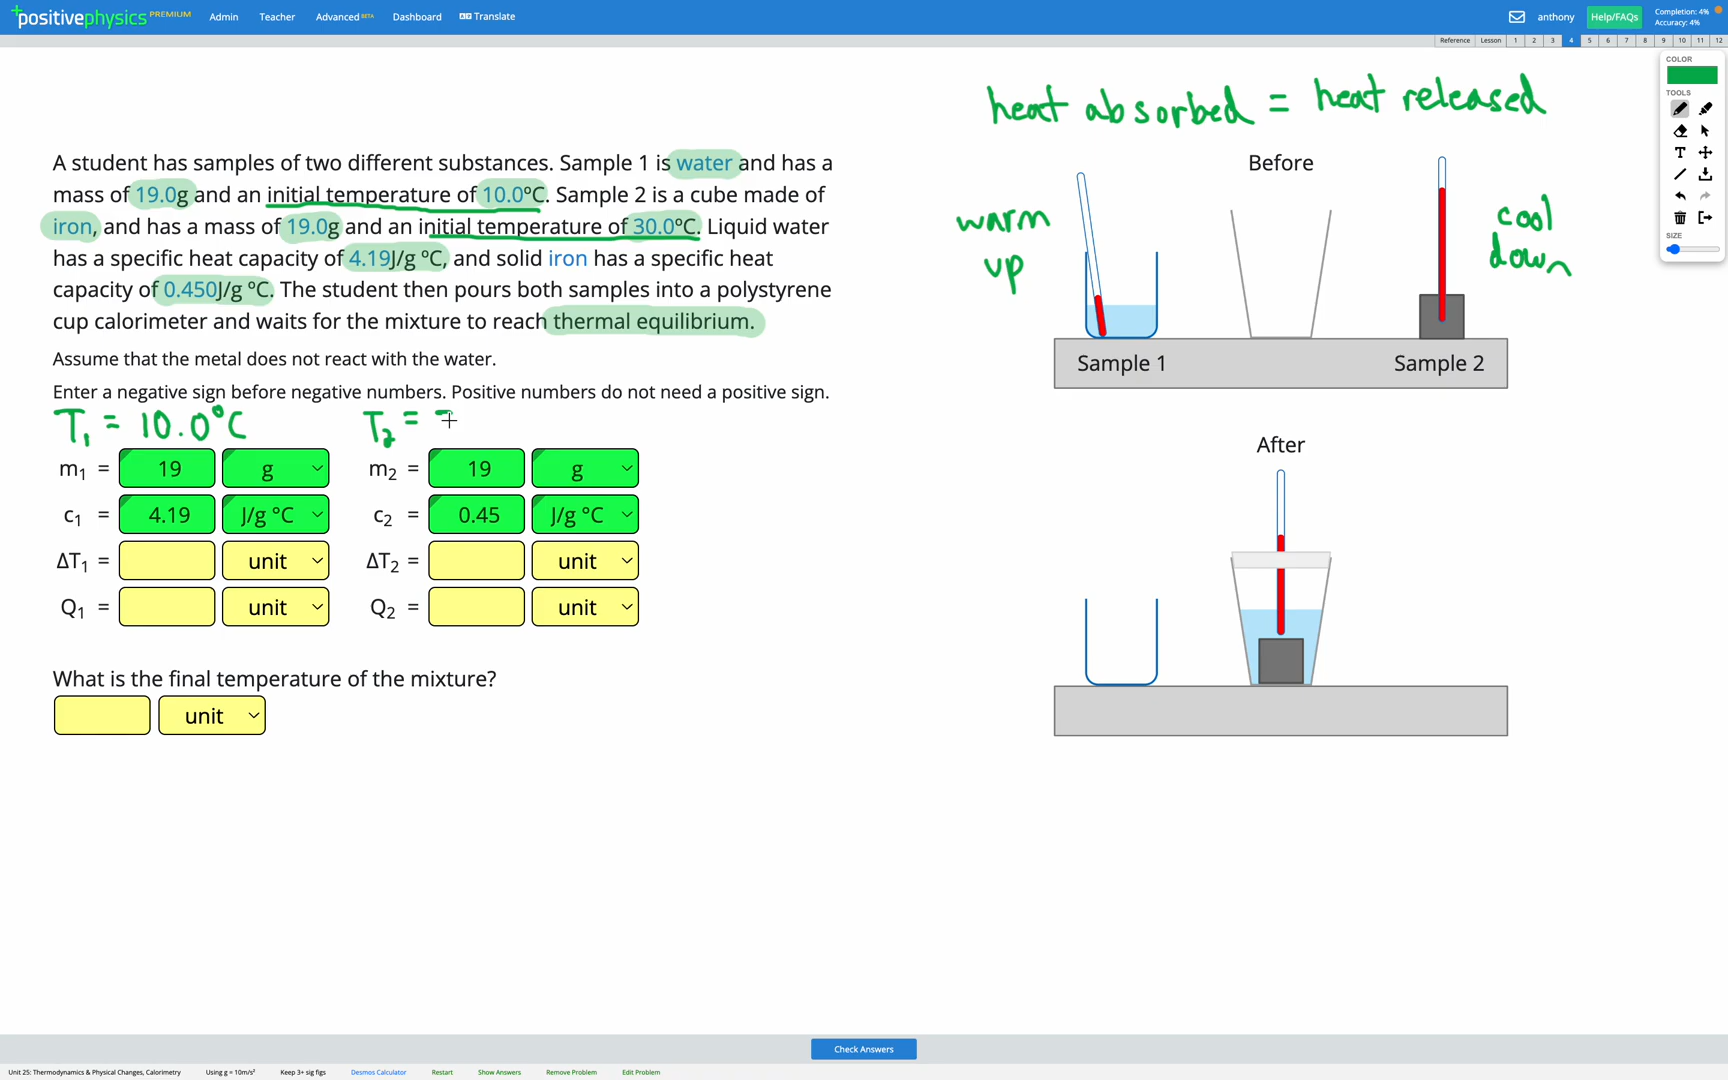 positivephysics PREMIUM Admin Teacher Advanced BETA Dashboard Translate anthony Help/FAQs Completion: 4% Accuracy: 4%
Reference Lesson 1 2 3 4 5 6 7 8 9 10 11 12
COLOR
TOOLS
T
SIZE
heat absorbed = heat released
A student has samples of two different substances. Sample 1 is water and has a
mass of 19.0g and an initial temperature of 10.0ºC. Sample 2 is a cube made of
iron, and has a mass of 19.0g and an initial temperature of 30.0ºC. Liquid water
has a specific heat capacity of 4.19J/g ºC, and solid iron has a specific heat
capacity of 0.450J/g ºC. The student then pours both samples into a polystyrene
cup calorimeter and waits for the mixture to reach thermal equilibrium.
Assume that the metal does not react with the water.
Enter a negative sign before negative numbers. Positive numbers do not need a positive sign.
T₁ = 10.0°C T₂ =
m₁ = 19 g m₂ = 19 g
c₁ = 4.19 J/g °C c₂ = 0.45 J/g °C
ΔT₁ = unit ΔT₂ = unit
Q₁ = unit Q₂ = unit
What is the final temperature of the mixture?
unit
Before
warm
up
cool
down
Sample 1 Sample 2
After
Check Answers
Unit 25: Thermodynamics & Physical Changes, Calorimetry Using g = 10m/s² Keep 3+ sig figs Desmos Calculator Restart Show Answers Remove Problem Edit Problem